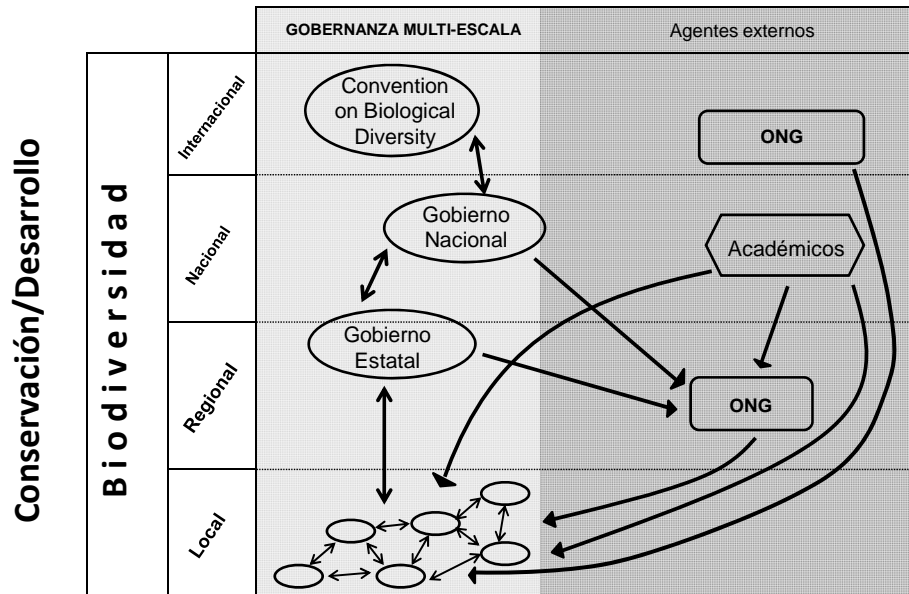 GOBERNANZA MULTI-ESCALA
Agentes externos
Conservación/Desarrollo
Biodiversidad
Internacional
Convention
on Biological
Diversity
ONG
Nacional
Gobierno
Nacional
Académicos
Regional
Gobierno
Estatal
ONG
Local